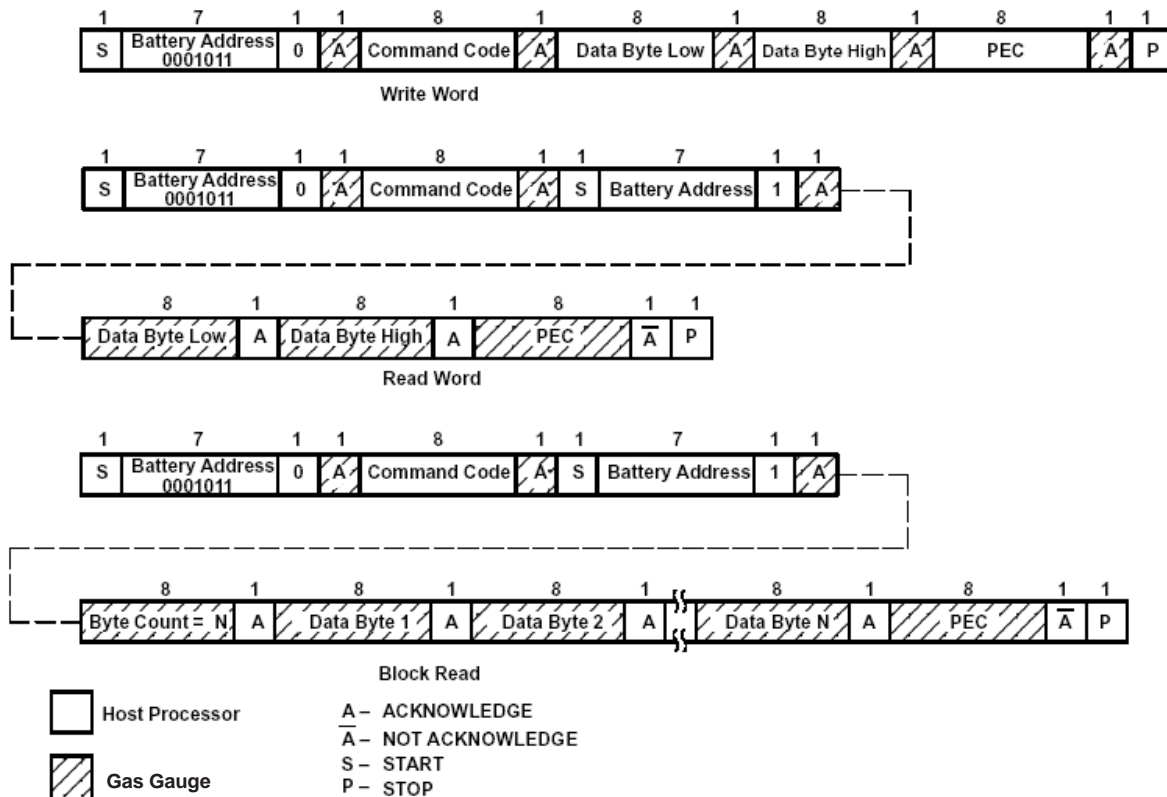 1 7 1 1 8 1 8 1 8 1 8 1 1
S Battery Address 0001011 0 A Command Code A Data Byte Low A Data Byte High A PEC A P
Write Word
1 7 1 1 8 1 1 7 1 1
S Battery Address 0001011 0 A Command Code A S Battery Address 1 A
8 1 8 1 8 1 1
Data Byte Low A Data Byte High A PEC A̅ P
Read Word
1 7 1 1 8 1 1 7 1 1
S Battery Address 0001011 0 A Command Code A S Battery Address 1 A
8 1 8 1 8 1 8 1 8 1 1
Byte Count = N A Data Byte 1 A Data Byte 2 A Data Byte N A PEC A̅ P
Block Read
Host Processor
Gas Gauge
A – ACKNOWLEDGE
A̅ – NOT ACKNOWLEDGE
S – START
P – STOP